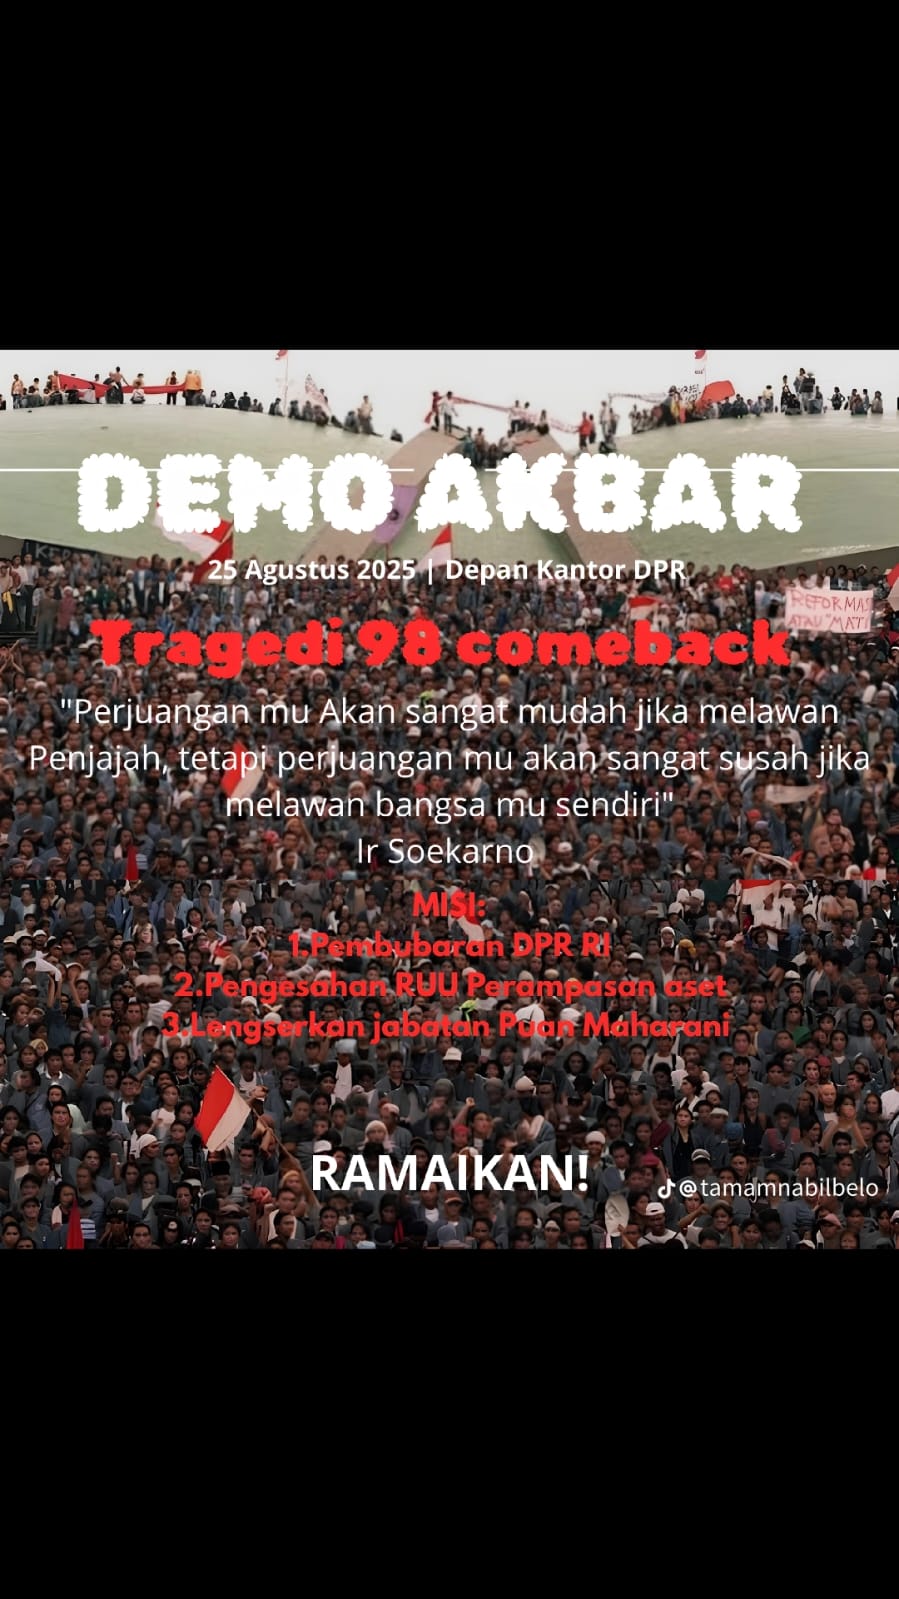 DEMO AKBAR
25 Agustus 2025 | Depan Kantor DPR
REFORMASI
ATAU "MATI
Tragedi 98 comeback
"Perjuangan mu Akan sangat mudah jika melawan
Penjajah, tetapi perjuangan mu akan sangat susah jika
melawan bangsa mu sendiri"
Ir Soekarno
MISI:
1.Pembubaran DPR RI
2.Pengesahan RUU Perampasan aset
3.Lengserkan jabatan Puan Maharani
RAMAIKAN!
@tamamnabilbelo